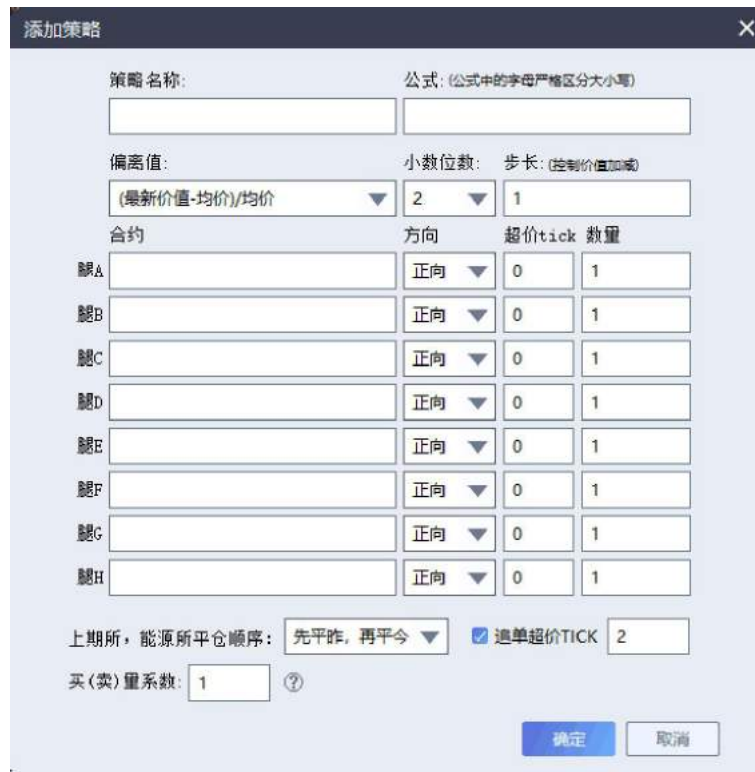 添加策略
策略名称: 公式: (公式中的字母严格区分大小写)
偏离值: 小数位数: 步长: (控制价值加减)
(最新价值-均价)/均价 2 1
合约 方向 超价tick 数量
腿A 正向 0 1
腿B 正向 0 1
腿C 正向 0 1
腿D 正向 0 1
腿E 正向 0 1
腿F 正向 0 1
腿G 正向 0 1
腿H 正向 0 1
上期所，能源所平仓顺序: 先平昨, 再平今 追单超价TICK 2
买(卖)量系数: 1 ?
确定 取消